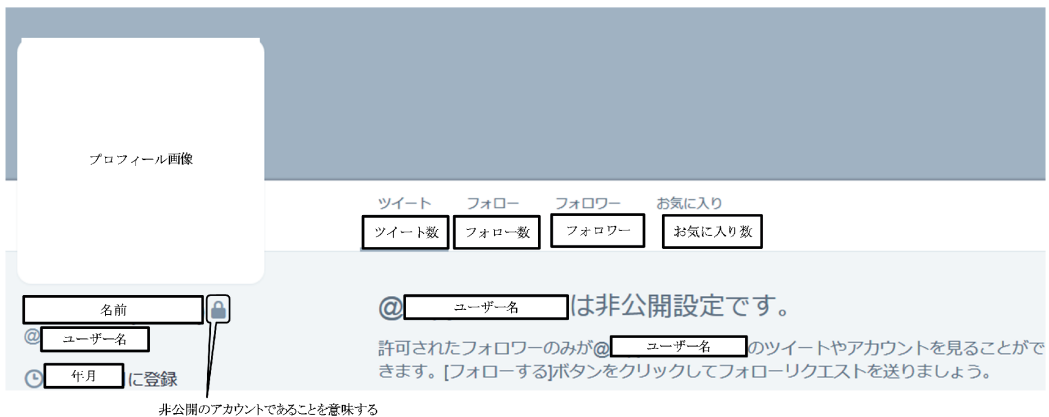 プロフィール画像
ツイート フォロー フォロワー お気に入り
ツイート数 フォロー数 フォロワー お気に入り数
名前
@ユーザー名
年月に登録
@ユーザー名は非公開設定です。
許可されたフォロワーのみが@ユーザー名のツイートやアカウントを見ることがで
きます。[フォローする]ボタンをクリックしてフォローリクエストを送りましょう。
非公開のアカウントであることを意味する